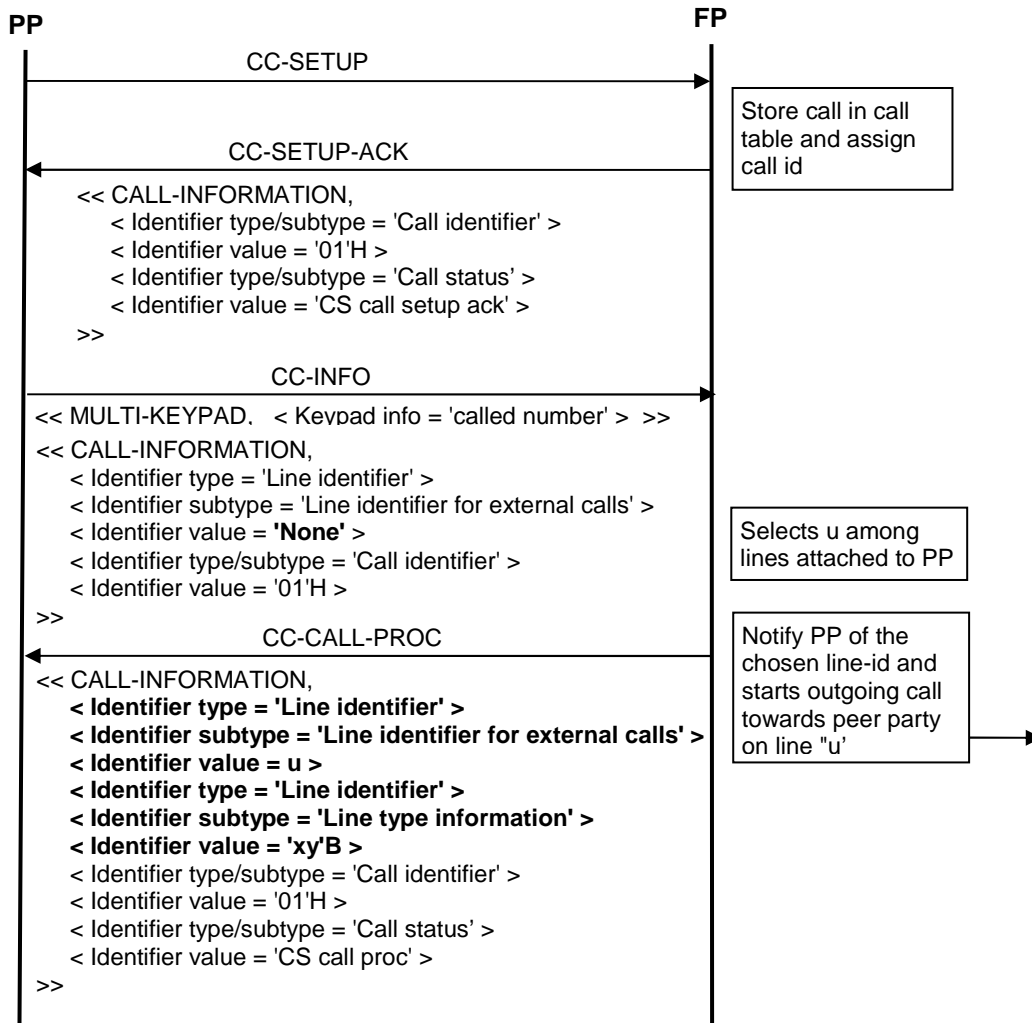 PP
FP
CC-SETUP
Store call in call
table and assign
call id
CC-SETUP-ACK
<< CALL-INFORMATION,
< Identifier type/subtype = 'Call identifier' >
< Identifier value = '01'H >
< Identifier type/subtype = 'Call status’ >
< Identifier value = 'CS call setup ack' >
>>
CC-INFO
<< MULTI-KEYPAD, < Keypad info = 'called number' > >>
<< CALL-INFORMATION,
< Identifier type = 'Line identifier' >
< Identifier subtype = 'Line identifier for external calls' >
< Identifier value = 'None' >
< Identifier type/subtype = 'Call identifier' >
< Identifier value = '01'H >
>>
Selects u among
lines attached to PP
CC-CALL-PROC
Notify PP of the
chosen line-id and
starts outgoing call
towards peer party
on line "u’
<< CALL-INFORMATION,
< Identifier type = 'Line identifier' >
< Identifier subtype = 'Line identifier for external calls' >
< Identifier value = u >
< Identifier type = 'Line identifier' >
< Identifier subtype = 'Line type information' >
< Identifier value = 'xy'B >
< Identifier type/subtype = 'Call identifier' >
< Identifier value = '01'H >
< Identifier type/subtype = 'Call status’ >
< Identifier value = 'CS call proc' >
>>